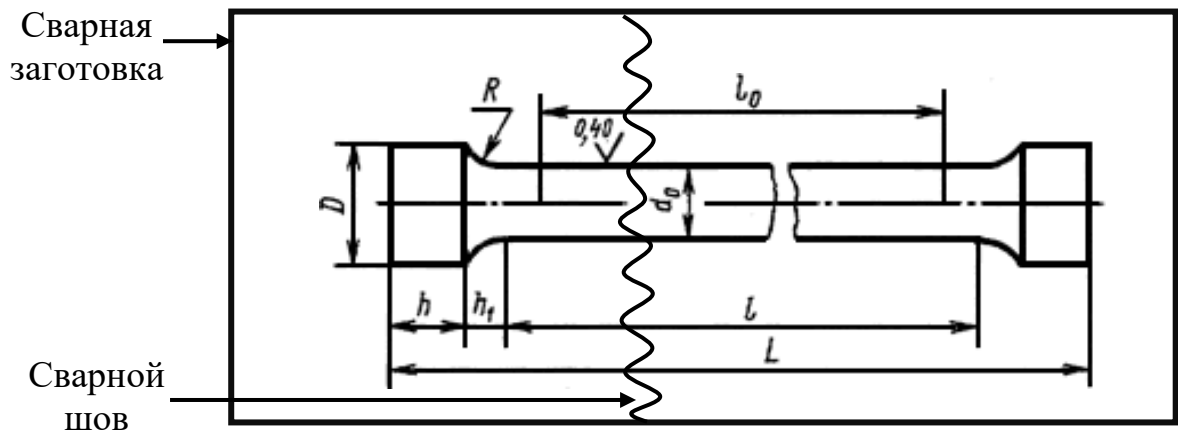 Сварная
заготовка
R
l₀
0,40
D
d₀
h
h₁
l
L
Сварной
шов